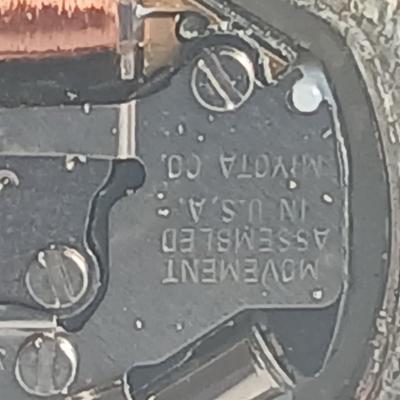 MOVEMENT
ASSEMBLED
IN U.S.A.
MIYOTA CO.